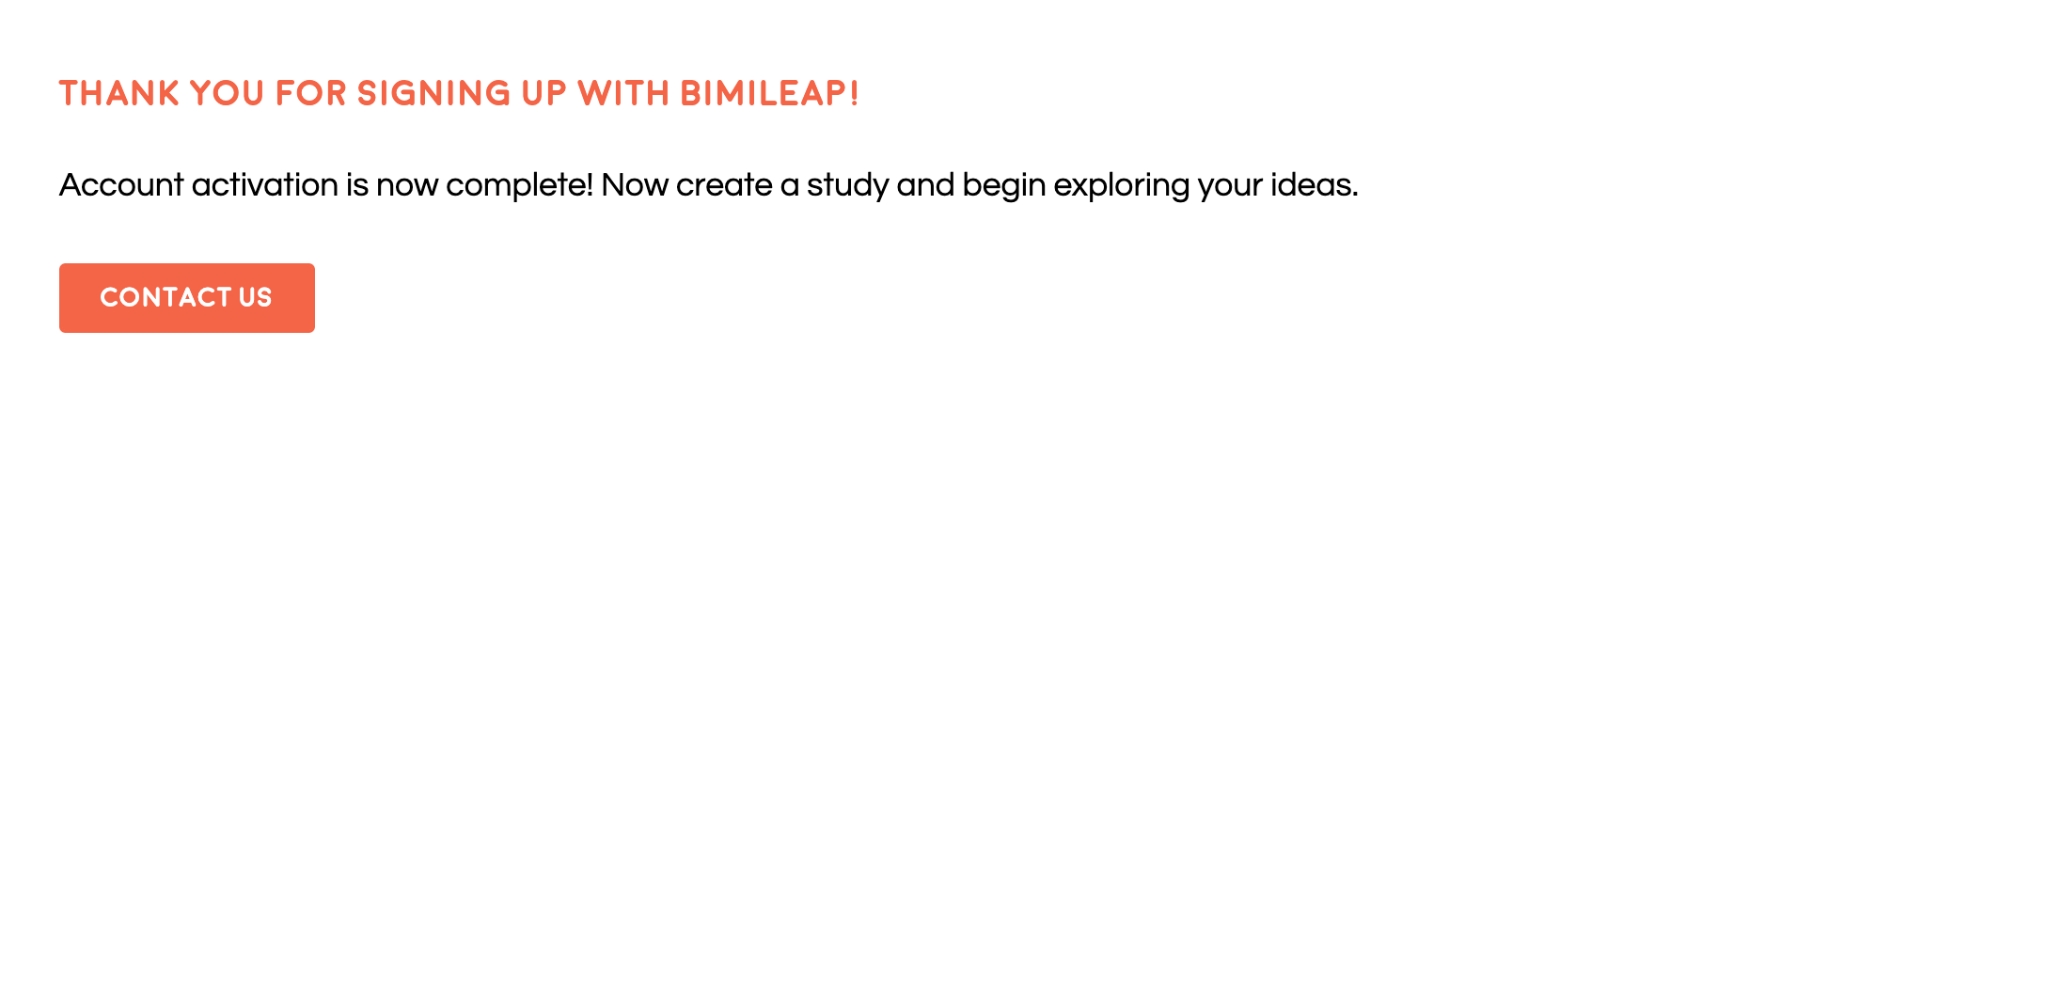 THANK YOU FOR SIGNING UP WITH BIMILEAP!
Account activation is now complete! Now create a study and begin exploring your ideas.
CONTACT US